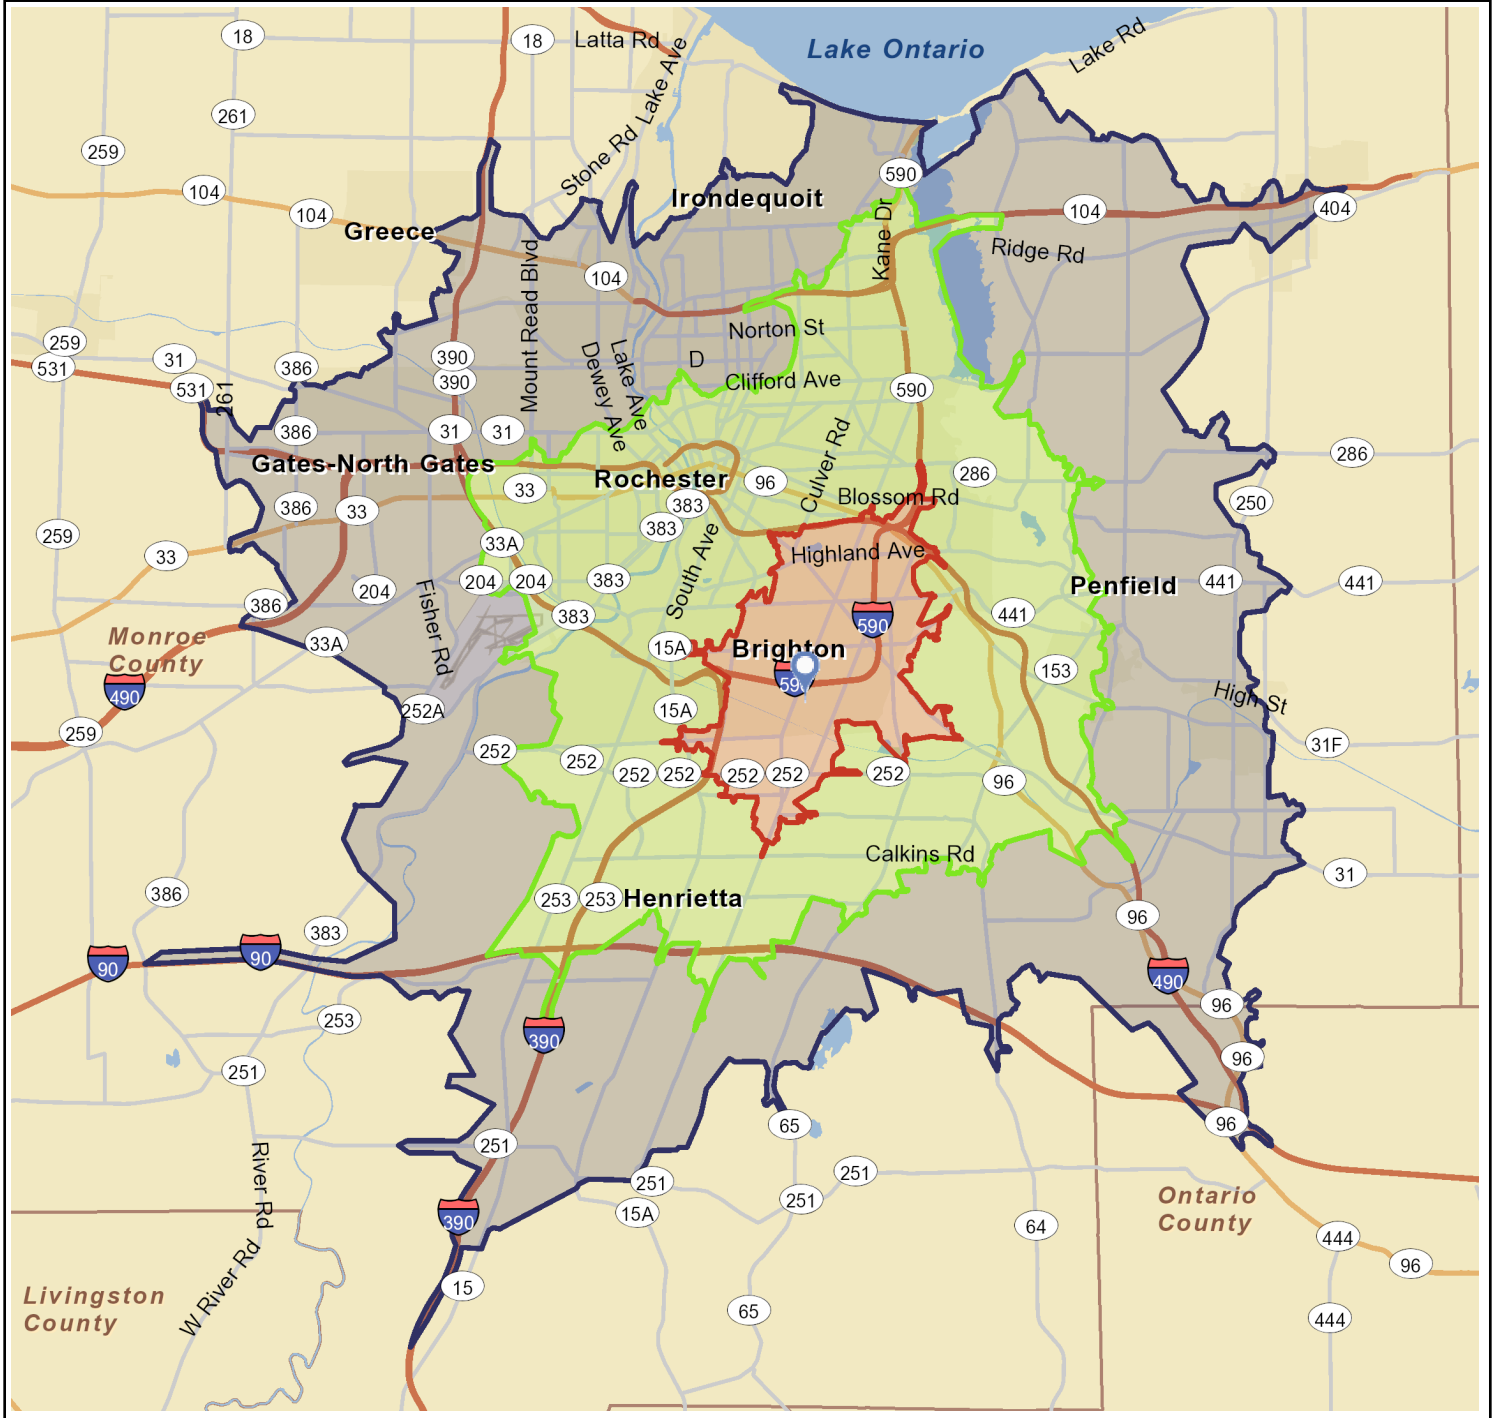 18
18
Latta Rd
Lake Ontario
Lake Rd
Lake Ave
261
259
Stone Rd
590
104
104
Irondequoit
Greece
Kane Dr
104
404
Ridge Rd
104
Mount Read Blvd
Norton St
259
31
390
D
531
386
390
Lake Ave
Dewey Ave
Clifford Ave
590
531
261
386
31
31
Culver Rd
286
Gates-North Gates
Rochester
96
286
33
Blossom Rd
250
386
33
383
383
259
33A
South Ave
Highland Ave
33
204
204
204
383
Penfield
441
441
386
Fisher Rd
383
590
441
Monroe
County
33A
15A
Brighton
153
490
590
High St
252A
15A
259
252
252
252
252
252
252
252
96
31F
Calkins Rd
31
386
253
253
Henrietta
96
383
90
90
490
253
96
390
96
251
65
96
251
River Rd
251
251
251
Ontario
County
15A
390
64
444
W River Rd
96
15
Livingston
County
65
444